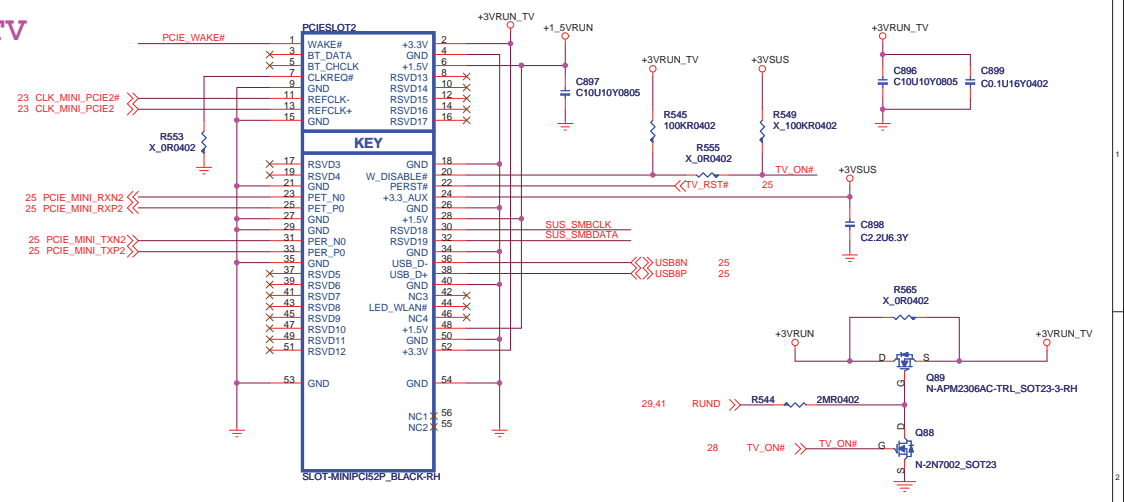 TV
PCIESLOT2
PCIE_WAKE#
1 WAKE# +3.3V 2
3 BT_DATA GND 4
5 BT_CHCLK +1.5V 6
7 CLKREQ# RSVD13 8
9 GND RSVD14 10
11 REFCLK- RSVD15 12
13 REFCLK+ RSVD16 14
15 GND RSVD17 16
23 CLK_MINI_PCIE2#
23 CLK_MINI_PCIE2
R553
X_0R0402
KEY
17 RSVD3 GND 18
19 RSVD4 W_DISABLE# 20
21 GND PERST# 22
23 PET_N0 +3.3_AUX 24
25 PET_P0 GND 26
27 GND +1.5V 28
29 GND RSVD18 30
31 PER_N0 RSVD19 32
33 PER_P0 GND 34
35 GND USB_D- 36
37 RSVD5 USB_D+ 38
39 RSVD6 GND 40
41 RSVD7 NC3 42
43 RSVD8 LED_WLAN# 44
45 RSVD9 NC4 46
47 RSVD10 +1.5V 48
49 RSVD11 GND 50
51 RSVD12 +3.3V 52
53 GND GND 54
NC1 56
NC2 55
SLOT-MINIPCI52P_BLACK-RH
25 PCIE_MINI_RXN2
25 PCIE_MINI_RXP2
25 PCIE_MINI_TXN2
25 PCIE_MINI_TXP2
+3VRUN_TV
+1_5VRUN
C897
C10U10Y0805
+3VRUN_TV
R545
100KR0402
+3VSUS
R549
X_100KR0402
R555
X_0R0402
TV_ON#
TV_RST# 25
+3VRUN_TV
C896
C10U10Y0805
C899
C0.1U16Y0402
+3VSUS
C898
C2.2U6.3Y
SUS_SMBCLK
SUS_SMBDATA
USB8N 25
USB8P 25
R565
X_0R0402
+3VRUN
+3VRUN_TV
D S
G
Q89
N-APM2306AC-TRL_SOT23-3-RH
29,41 RUND
R544 2MR0402
D
Q88
28 TV_ON# TV_ON# G
S
N-2N7002_SOT23
1
2